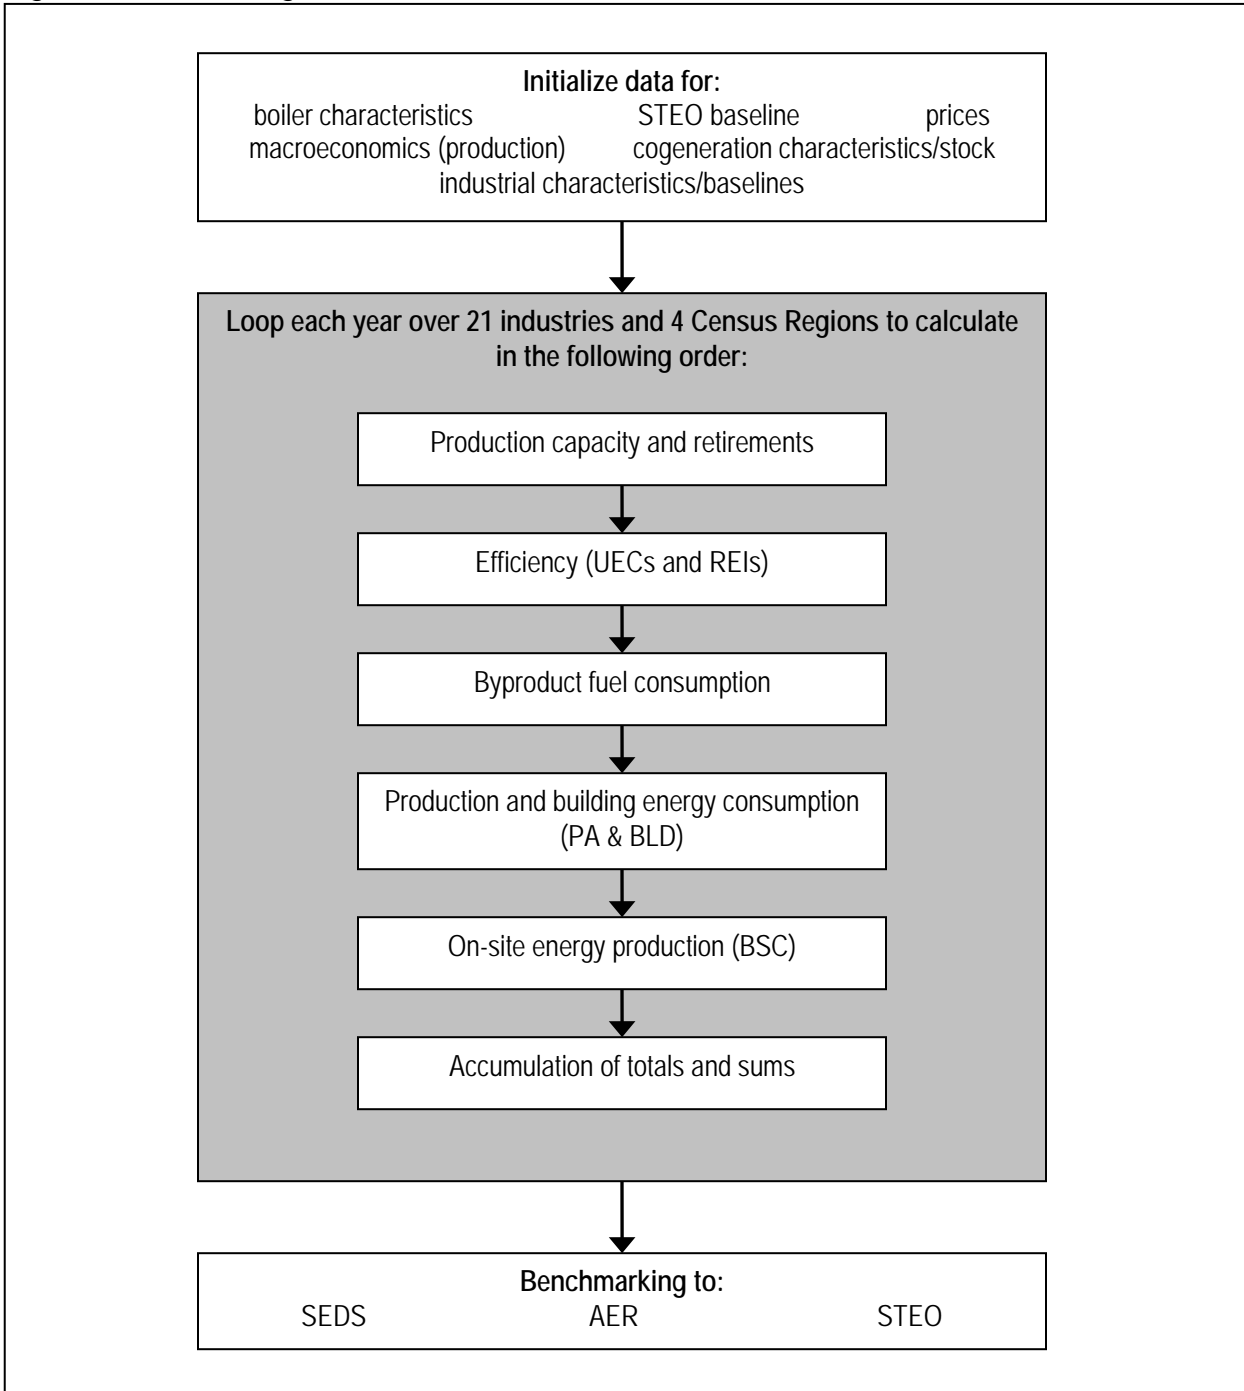 Initialize data for:
boiler characteristics STEO baseline prices
macroeconomics (production) cogeneration characteristics/stock
industrial characteristics/baselines
Loop each year over 21 industries and 4 Census Regions to calculate
in the following order:
Production capacity and retirements
Efficiency (UECs and REIs)
Byproduct fuel consumption
Production and building energy consumption
(PA & BLD)
On-site energy production (BSC)
Accumulation of totals and sums
Benchmarking to:
SEDS AER STEO